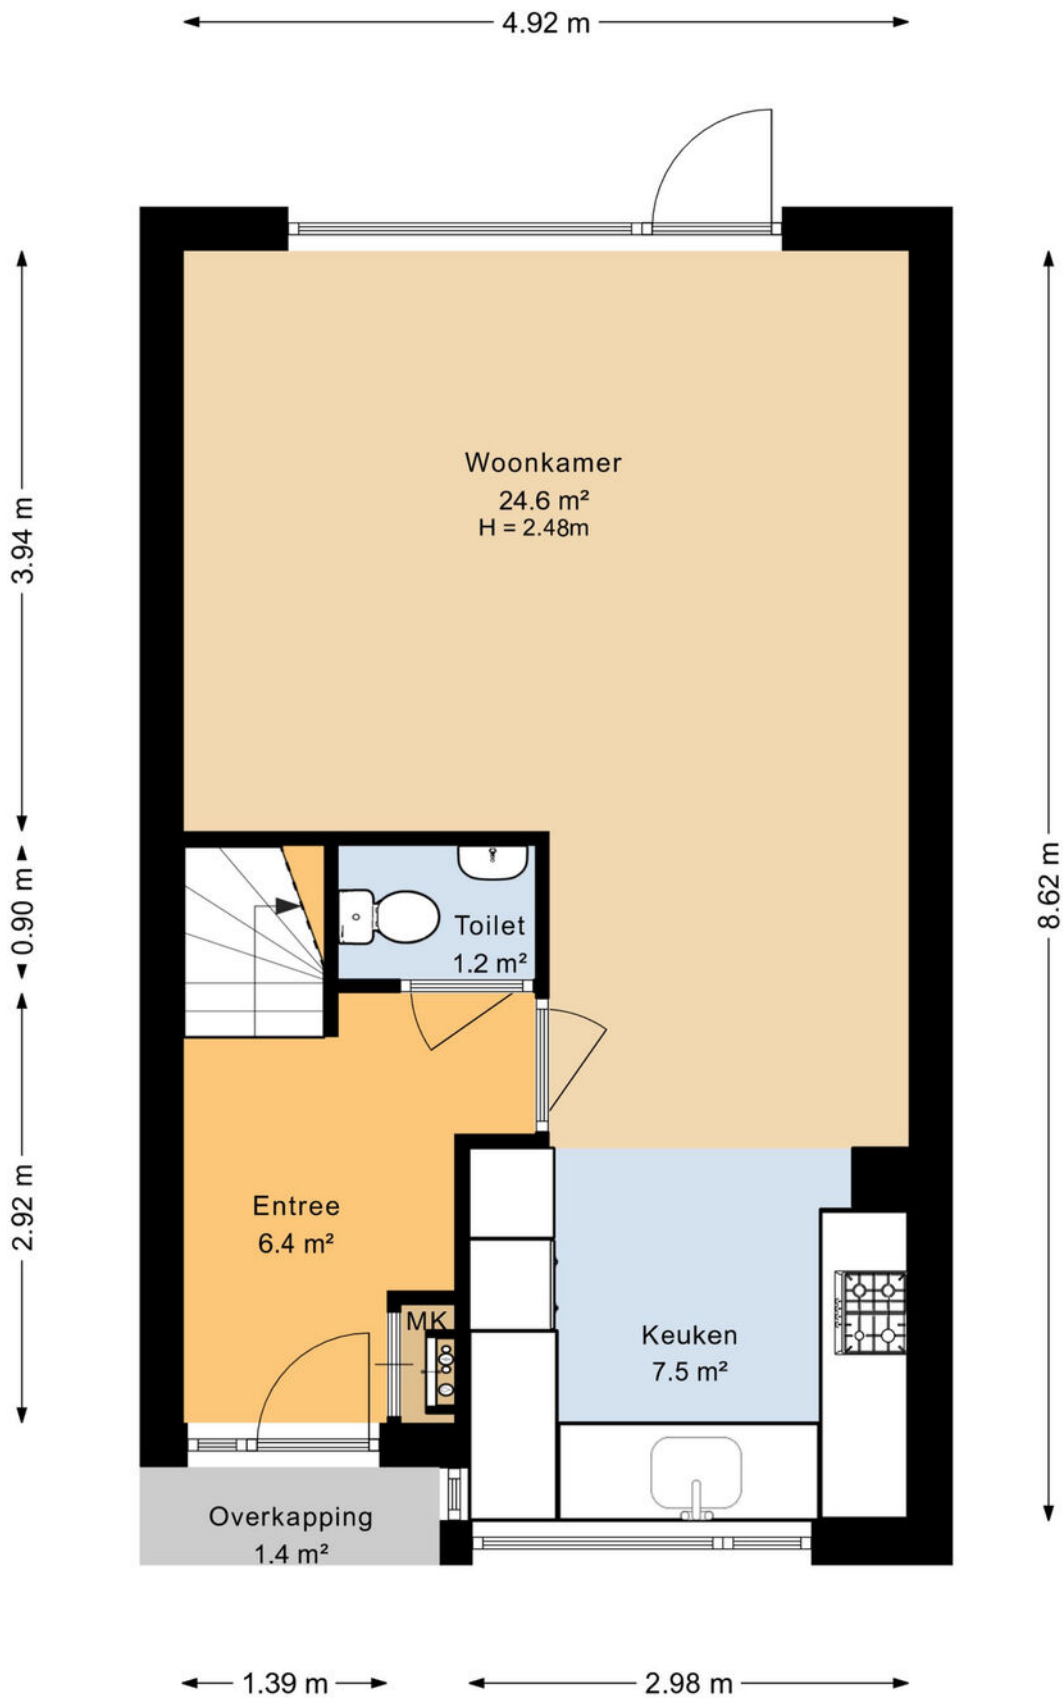 4.92 m
Woonkamer
24.6 m²
H = 2.48m
3.94 m
0.90 m
8.62 m
Toilet
1.2 m²
2.92 m
Entree
6.4 m²
MK
Keuken
7.5 m²
Overkapping
1.4 m²
1.39 m
2.98 m